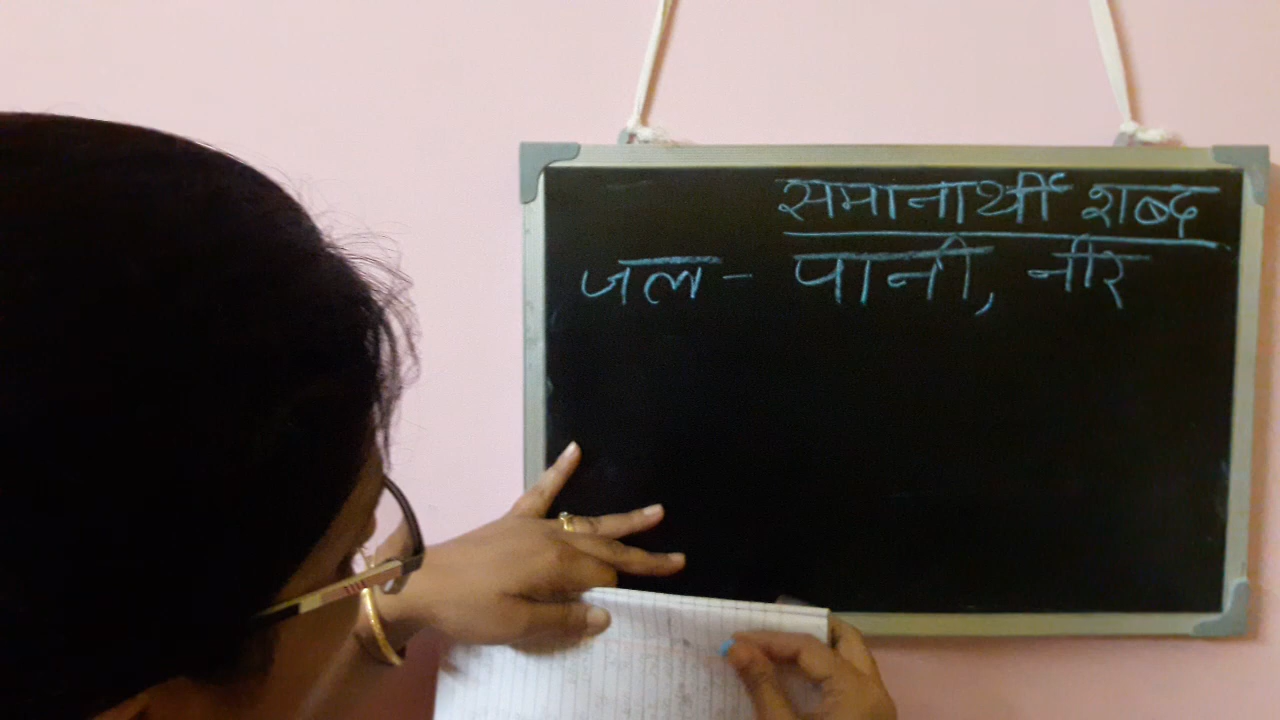 समानार्थी शब्द
जल - पानी, नीर